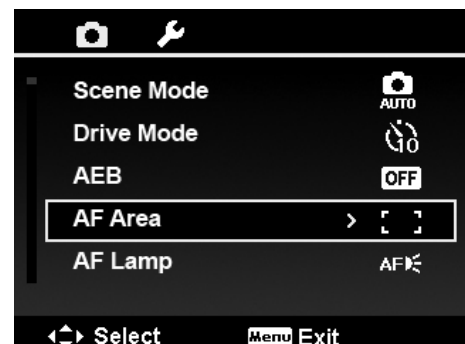 Scene Mode AUTO
Drive Mode 10
AEB OFF
AF Area >
AF Lamp AF
Select Menu Exit